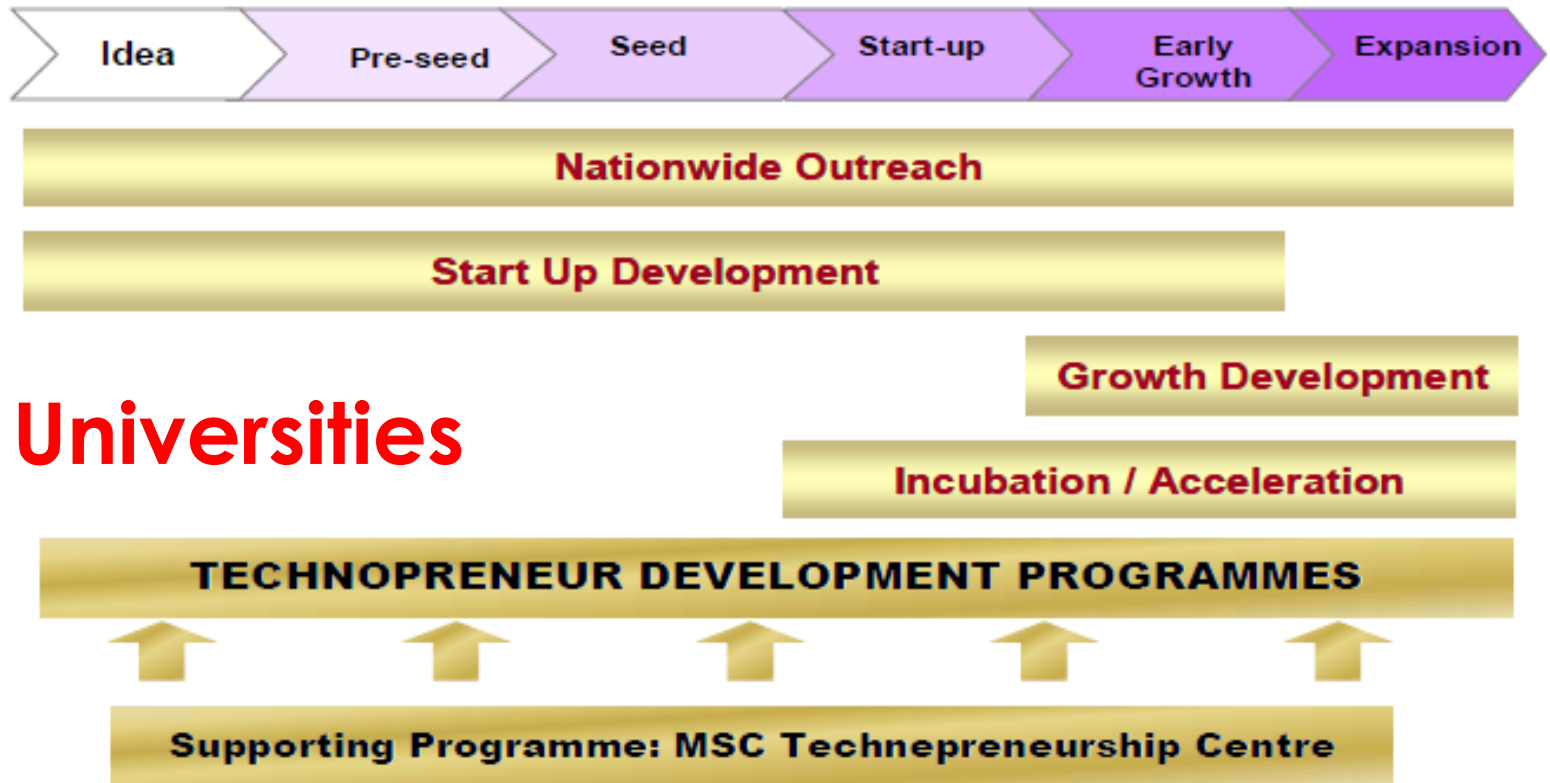 Idea
Pre-seed
Seed
Start-up
Early
Growth
Expansion
Nationwide Outreach
Start Up Development
Growth Development
Universities
Incubation / Acceleration
TECHNOPRENEUR DEVELOPMENT PROGRAMMES
Supporting Programme: MSC Technepreneurship Centre